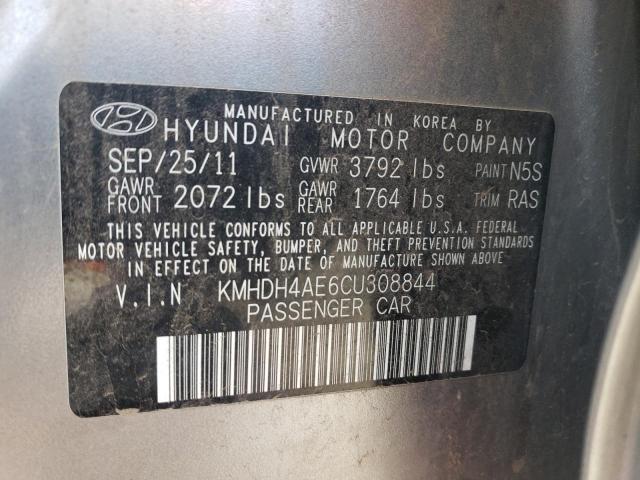 MANUFACTURED IN KOREA BY
HYUNDAI MOTOR COMPANY
SEP/25/11 GVWR 3792 lbs PAINT N5S
GAWR FRONT 2072 lbs GAWR REAR 1764 lbs TRIM RAS
THIS VEHICLE CONFORMS TO ALL APPLICABLE U.S.A. FEDERAL
MOTOR VEHICLE SAFETY, BUMPER, AND THEFT PREVENTION STANDARDS
IN EFFECT ON THE DATE OF MANUFACTURE SHOWN ABOVE.
V.I.N KMHDH4AE6CU308844
PASSENGER CAR